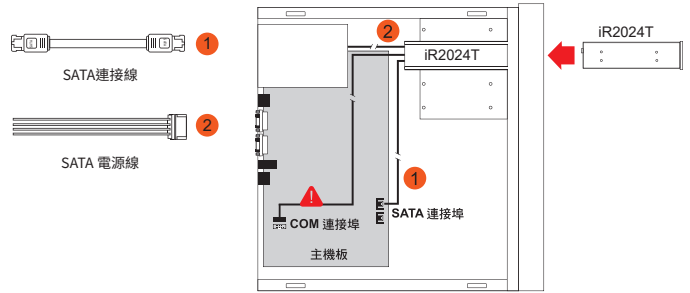 1
SATA連接線
2
SATA 電源線
2
iR2024T
iR2024T
1
!
COM 連接埠
SATA 連接埠
主機板